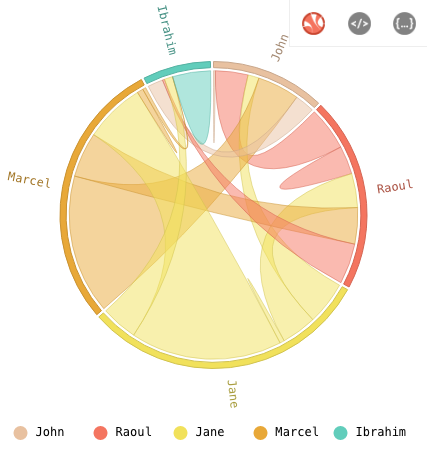 </>
{...}
Ibrahim
John
Marcel
Raoul
Jane
John Raoul Jane Marcel Ibrahim